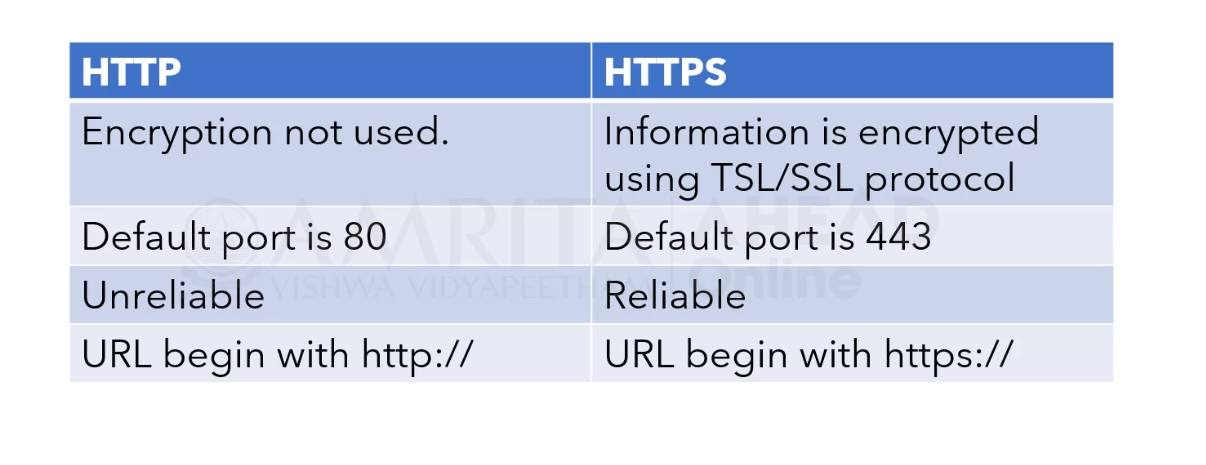 HTTP
HTTPS
Encryption not used.
Information is encrypted
using TSL/SSL protocol
Default port is 80
Default port is 443
Unreliable
Reliable
URL begin with http://
URL begin with https://
AMRITA AHEAD
VISHWA VIDYAPEETHAM Online